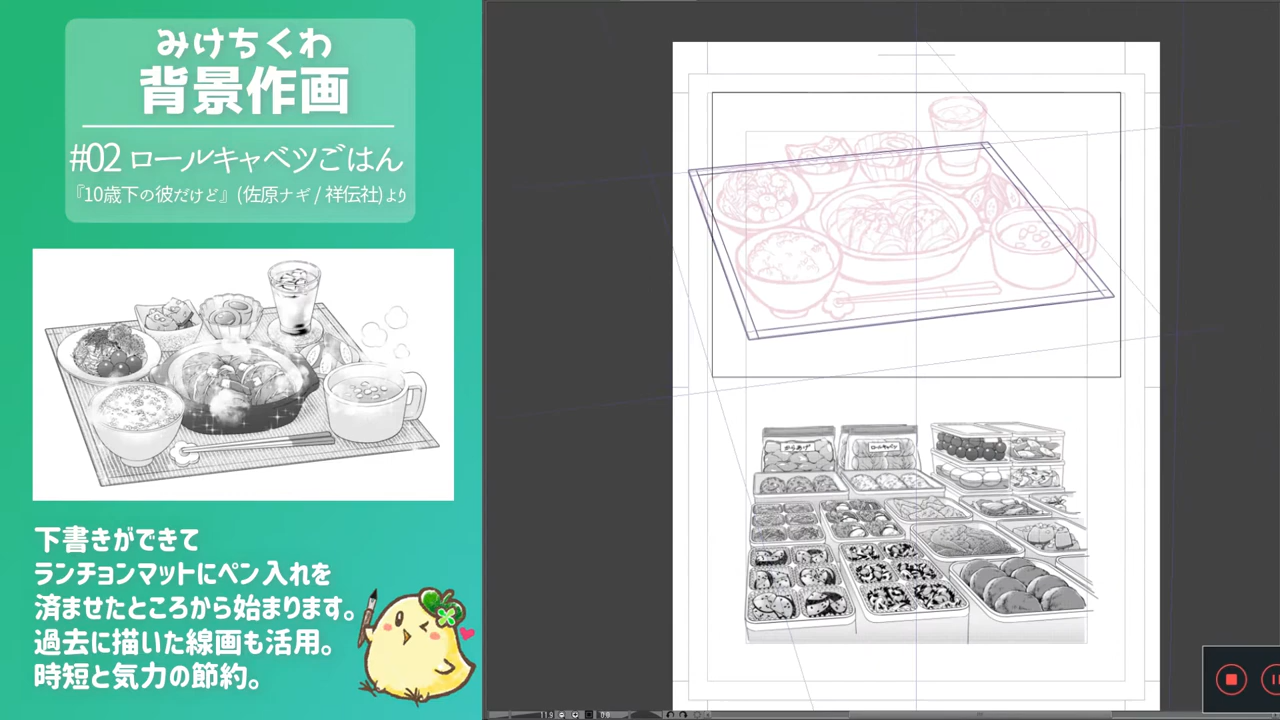 みけちくわ
背景作画
#02 ロールキャベツごはん
『10歳下の彼だけど』(佐原ナギ / 祥伝社)より
下書きができて
ランチョンマットにペン入れを
済ませたところから始まります。
過去に描いた線画も活用。
時短と気力の節約。
からあげ
ロールキャベツ